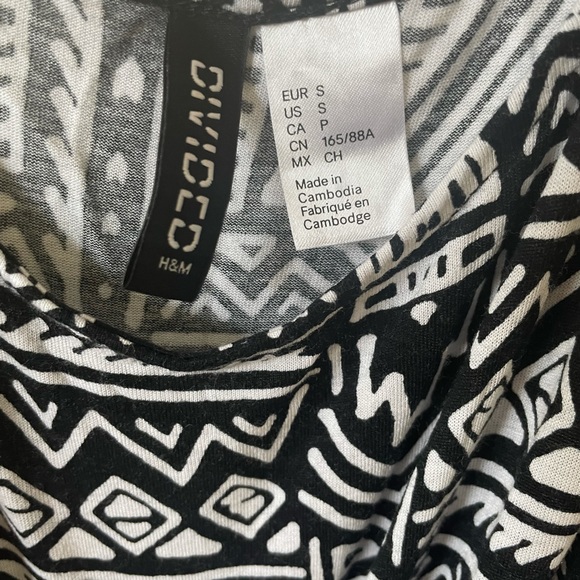 DIVIDED
H&M
EUR S
US S
CA P
CN 165/88A
MX CH
Made in
Cambodia
Fabriqué en
Cambodge